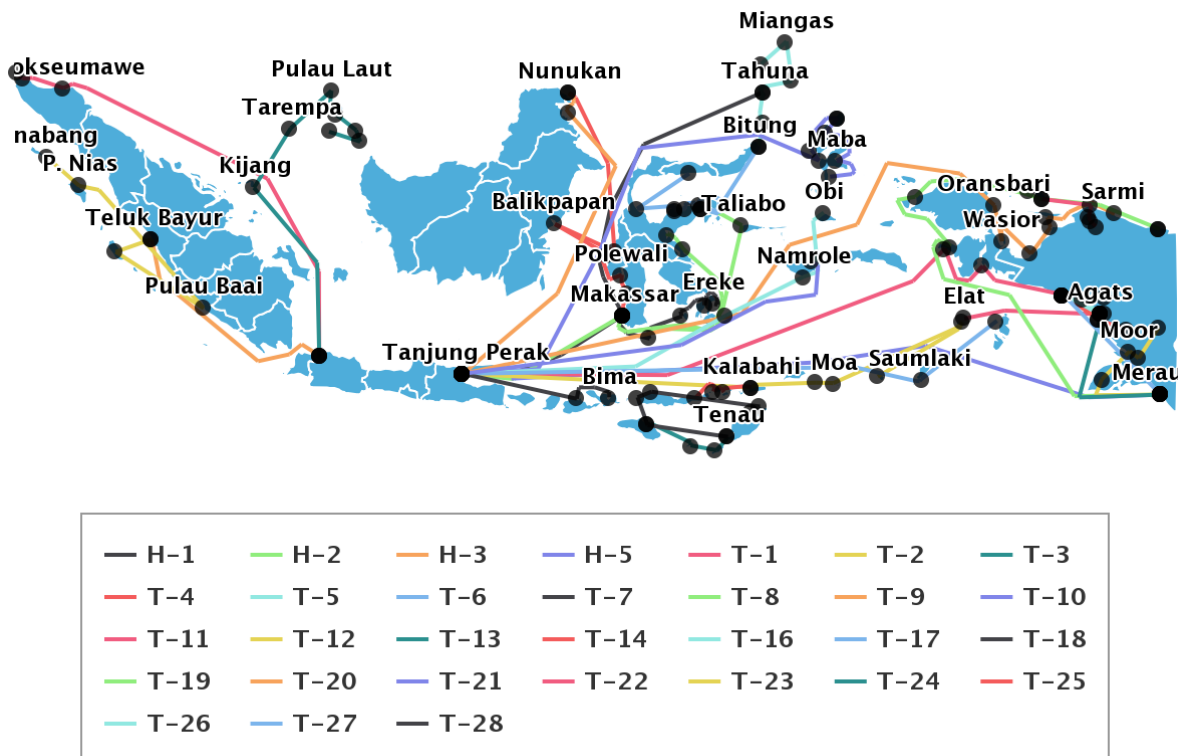 Miangas
okseumawe
Pulau Laut
Nunukan
Tahuna
Tarempa
Bitung
nabang
Maba
P. Nias
Kijang
Oransbari
Sarmi
Obi
Teluk Bayur
Balikpapan
Taliabo
Wasior
Polewali
Namrole
Pulau Baai
Ereke
Makassar
Elat
Agats
Moor
Tanjung Perak
Kalabahi
Moa
Saumlaki
Bima
Merau
Tenau
H-1 H-2 H-3 H-5 T-1 T-2 T-3
T-4 T-5 T-6 T-7 T-8 T-9 T-10
T-11 T-12 T-13 T-14 T-16 T-17 T-18
T-19 T-20 T-21 T-22 T-23 T-24 T-25
T-26 T-27 T-28